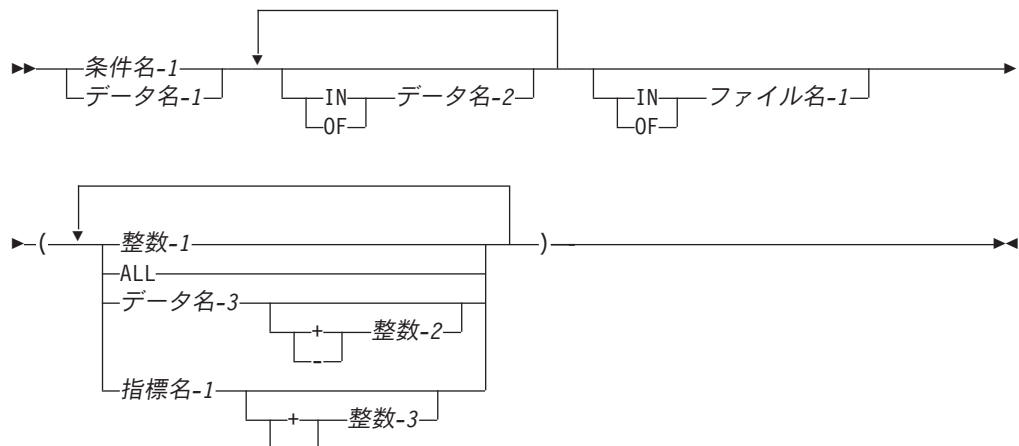 条件名-1
データ名-1
IN データ名-2
OF
IN ファイル名-1
OF
( 整数-1 )
ALL
データ名-3
+ 整数-2
-
指標名-1
+ 整数-3